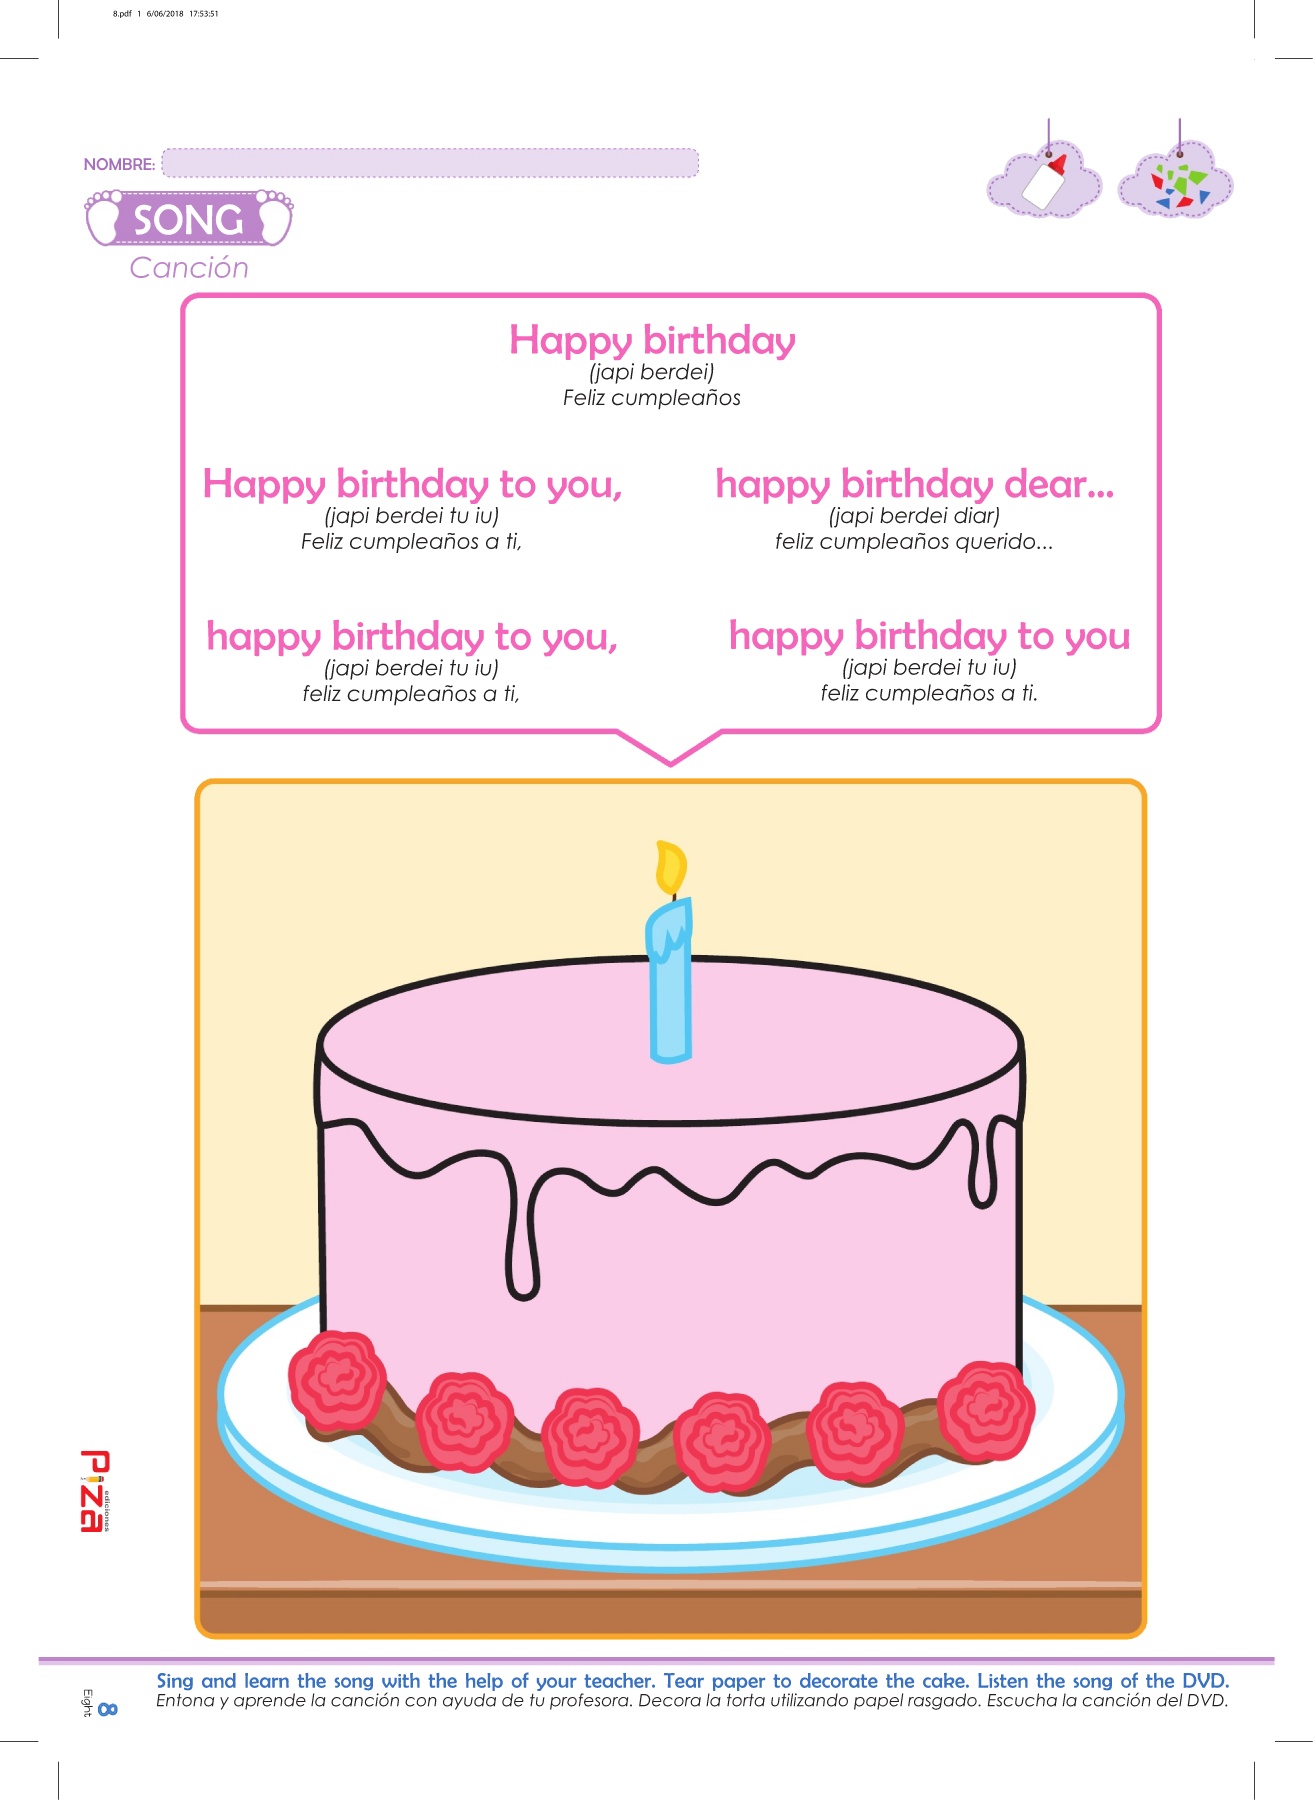 8.pdf 1 6/06/2018 17:53:51
NOMBRE:
SONG
Canción
Happy birthday
(japi berdei)
Feliz cumpleaños
Happy birthday to you,
(japi berdei tu iu)
Feliz cumpleaños a ti,
happy birthday to you,
(japi berdei tu iu)
feliz cumpleaños a ti,
happy birthday dear...
(japi berdei diar)
feliz cumpleaños querido...
happy birthday to you
(japi berdei tu iu)
feliz cumpleaños a ti.
Piza
ediciones
Sing and learn the song with the help of your teacher. Tear paper to decorate the cake. Listen the song of the DVD.
Entona y aprende la canción con ayuda de tu profesora. Decora la torta utilizando papel rasgado. Escucha la canción del DVD.
8
Eight